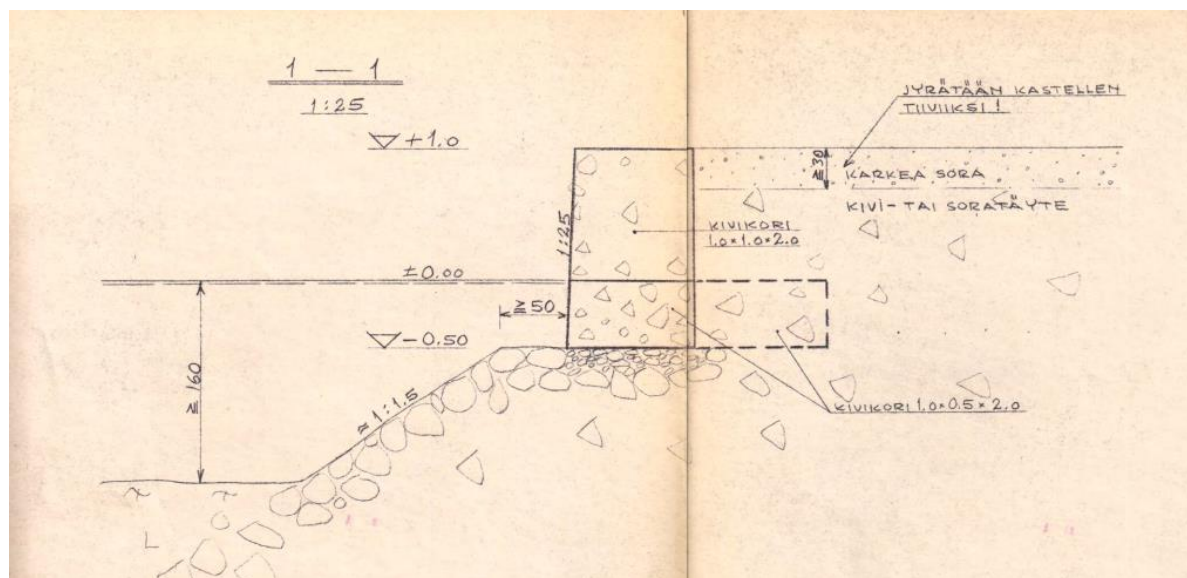 1 — 1
1:25
+1.0
JYRÄTÄÄN KASTELLEN
TIIVIIKSI!
≧30
KARKEA SORA
KIVI- TAI SORATÄYTE
1:25
KIVIKORI
1.0×1.0×2.0
±0.00
≧50
-0.50
≧160
≈1:1.5
KIVIKORI 1.0×0.5×2.0